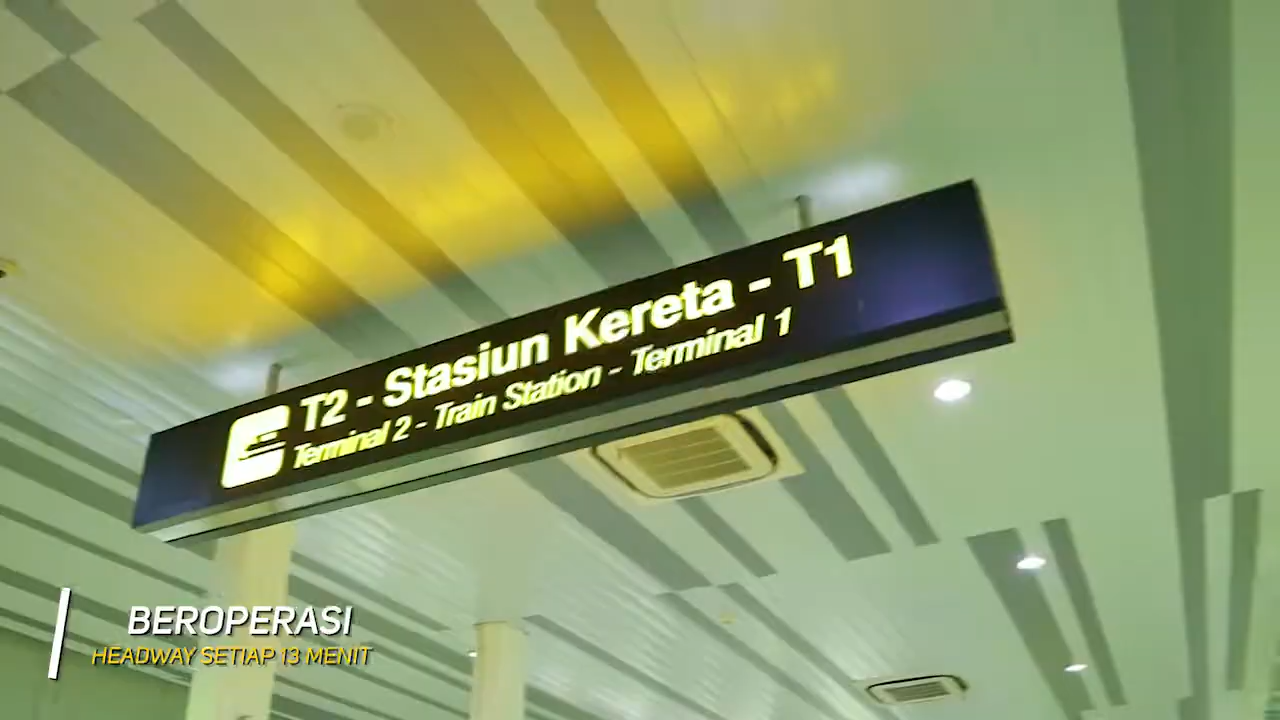 T2 - Stasiun Kereta - T1
Terminal 2 - Train Station - Terminal 1
BEROPERASI
HEADWAY SETIAP 13 MENIT